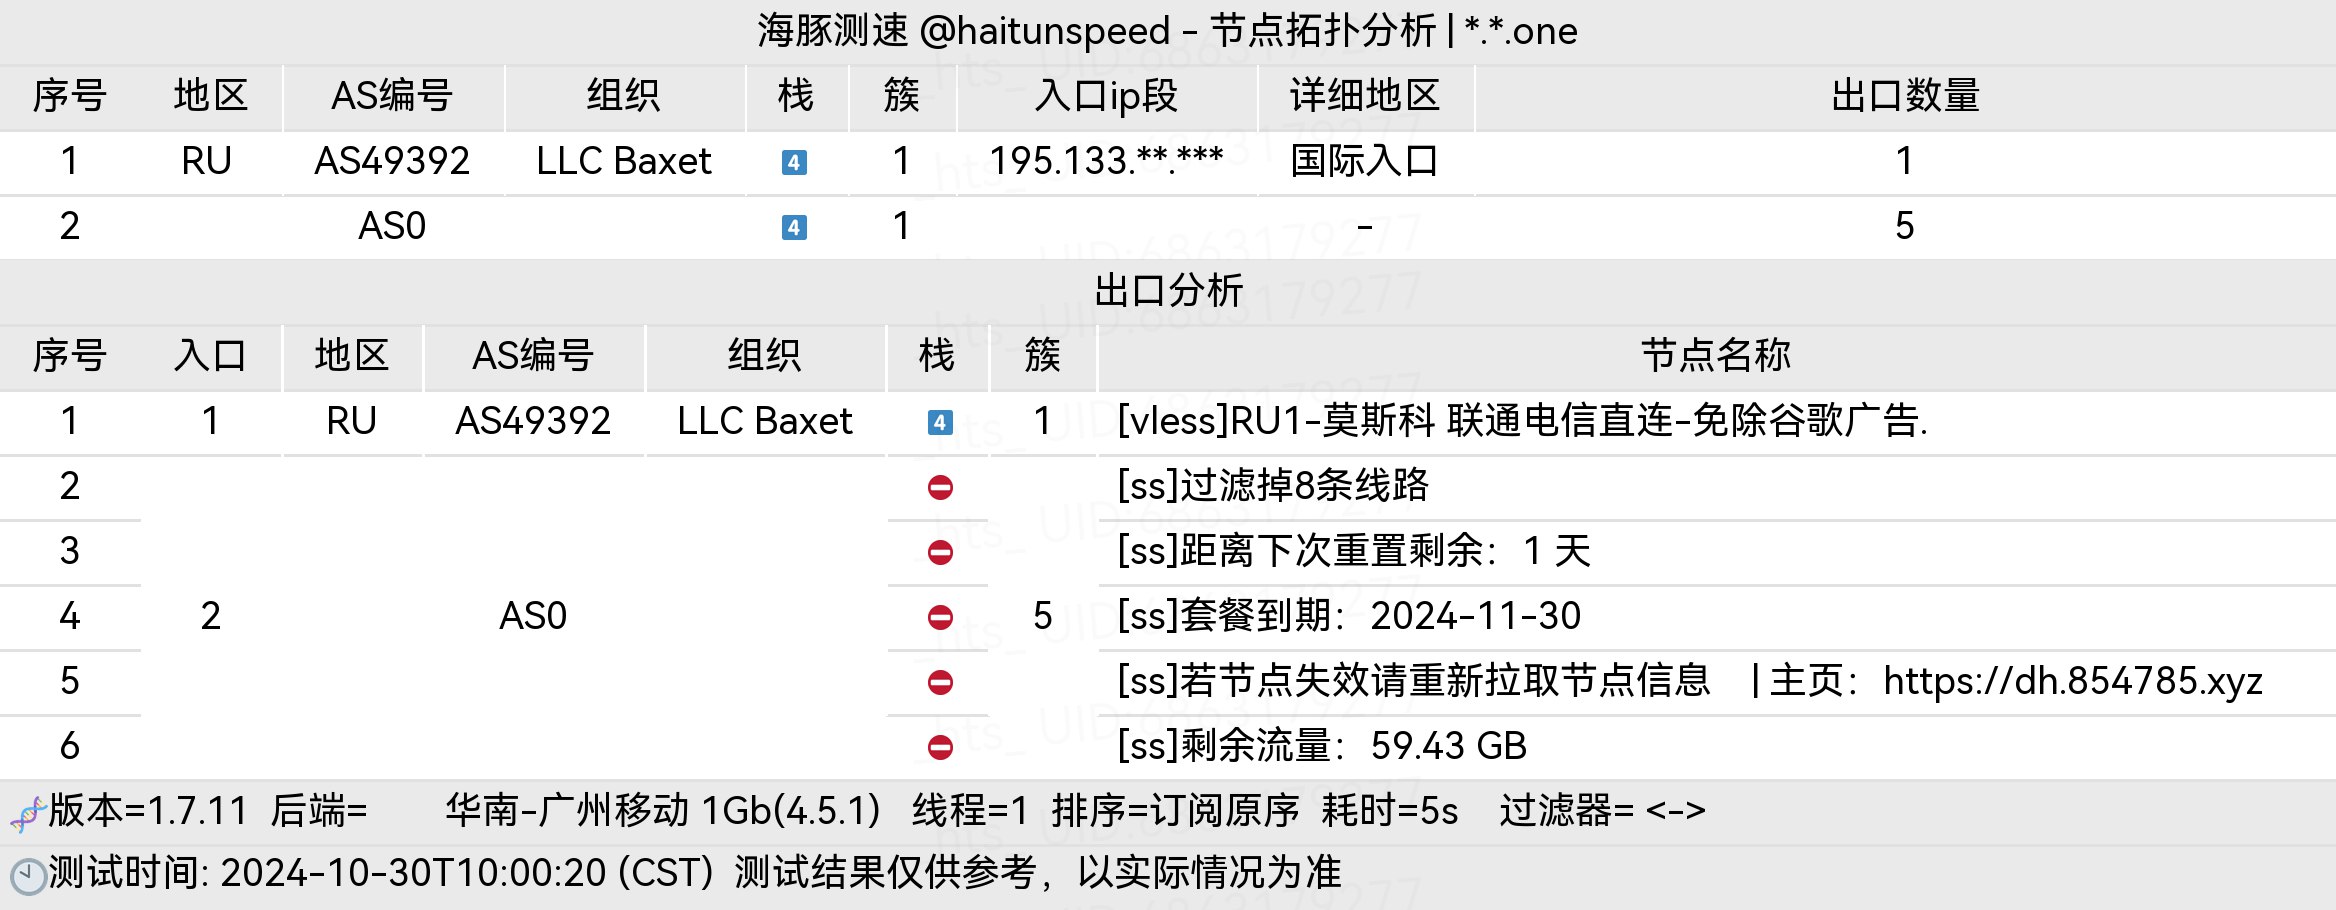 海豚测速 @haitunspeed - 节点拓扑分析 | *.*.one
序号 地区 AS编号 组织 栈 簇 入口ip段 详细地区 出口数量
1 RU AS49392 LLC Baxet 4 1 195.133.**.*** 国际入口 1
2 AS0 4 1 - 5
出口分析
序号 入口 地区 AS编号 组织 栈 簇 节点名称
1 1 RU AS49392 LLC Baxet 4 1 [vless]RU1-莫斯科 联通电信直连-免除谷歌广告.
2 [ss]过滤掉8条线路
3 [ss]距离下次重置剩余：1 天
4 2 AS0 5 [ss]套餐到期：2024-11-30
5 [ss]若节点失效请重新拉取节点信息 | 主页：https://dh.854785.xyz
6 [ss]剩余流量：59.43 GB
版本=1.7.11 后端= 华南-广州移动 1Gb(4.5.1) 线程=1 排序=订阅原序 耗时=5s 过滤器= <->
测试时间: 2024-10-30T10:00:20 (CST) 测试结果仅供参考，以实际情况为准
_hts_ UID:6863179277